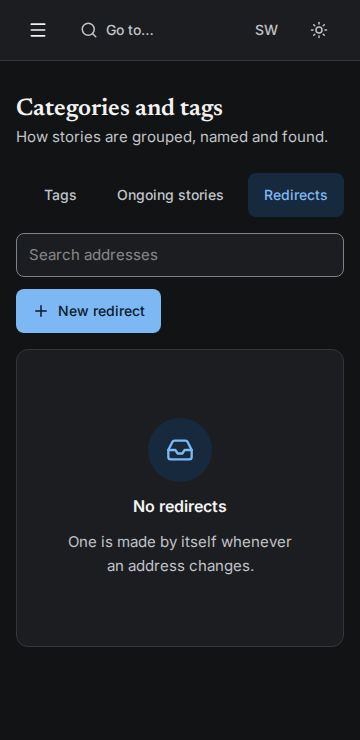 Go to...
SW
Categories and tags
How stories are grouped, named and found.
Tags
Ongoing stories
Redirects
Search addresses
New redirect
No redirects
One is made by itself whenever
an address changes.